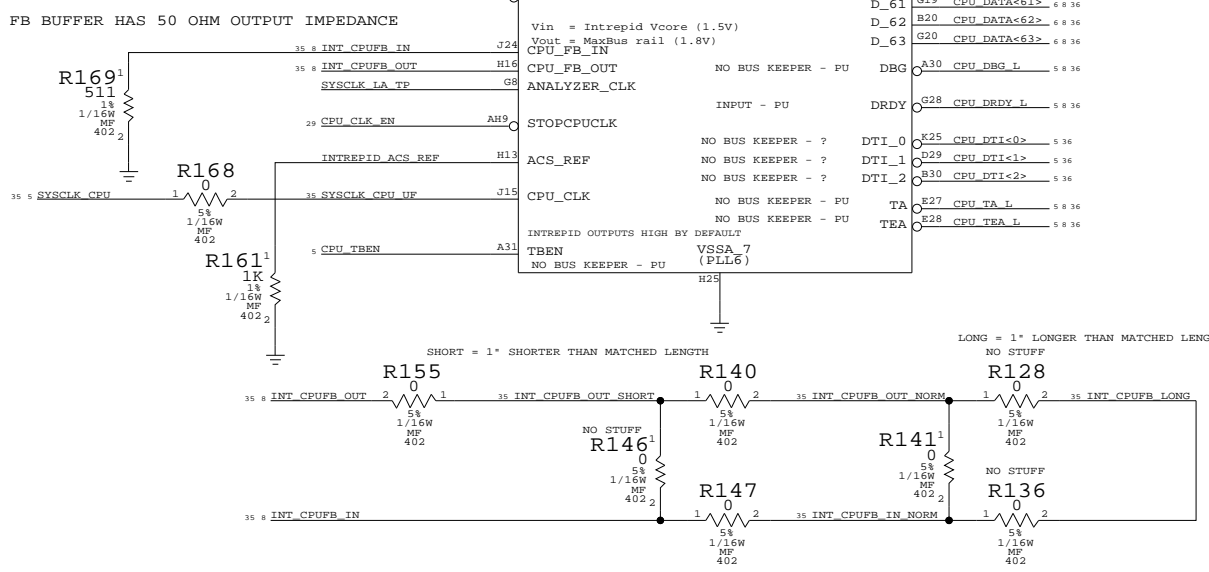 FB BUFFER HAS 50 OHM OUTPUT IMPEDANCE
D_61 G19 CPU_DATA<61> 6 8 36
D_62 B20 CPU_DATA<62> 6 8 36
D_63 G20 CPU_DATA<63> 6 8 36
Vin = Intrepid Vcore (1.5V)
Vout = MaxBus rail (1.8V)
35 8 INT_CPUFB_IN J24 CPU_FB_IN
35 8 INT_CPUFB_OUT H16 CPU_FB_OUT
NO BUS KEEPER - PU DBG A30 CPU_DBG_L 5 8 36
SYSCLK_LA_TP G8 ANALYZER_CLK
INPUT - PU DRDY G28 CPU_DRDY_L 5 8 36
29 CPU_CLK_EN AH9 STOPCPUCLK
NO BUS KEEPER - ? DTI_0 K25 CPU_DTI<0> 5 36
INTREPID_ACS_REF H13 ACS_REF
NO BUS KEEPER - ? DTI_1 D29 CPU_DTI<1> 5 36
NO BUS KEEPER - ? DTI_2 B30 CPU_DTI<2> 5 36
35 SYSCLK_CPU_UF J15 CPU_CLK
NO BUS KEEPER - PU TA E27 CPU_TA_L 5 8 36
NO BUS KEEPER - PU TEA E28 CPU_TEA_L 5 8 36
INTREPID OUTPUTS HIGH BY DEFAULT
5 CPU_TBEN A31 TBEN
NO BUS KEEPER - PU
VSSA_7
(PLL6)
H25
R169 1
511
1%
1/16W
MF
402 2
35 5 SYSCLK_CPU
R168
0
1 2
5%
1/16W
MF
402
R161 1
1K
1%
1/16W
MF
402 2
SHORT = 1" SHORTER THAN MATCHED LENGTH
LONG = 1" LONGER THAN MATCHED LENG
35 8 INT_CPUFB_OUT
R155
0
2 1
5%
1/16W
MF
402
35 INT_CPUFB_OUT_SHORT
R140
0
1 2
5%
1/16W
MF
402
35 INT_CPUFB_OUT_NORM
NO STUFF
R128
0
1 2
5%
1/16W
MF
402
35 INT_CPUFB_LONG
NO STUFF
R146 1
0
5%
1/16W
MF
402 2
R141 1
0
5%
1/16W
MF
402 2
35 8 INT_CPUFB_IN
R147
0
1 2
5%
1/16W
MF
402
35 INT_CPUFB_IN_NORM
NO STUFF
R136
0
1 2
5%
1/16W
MF
402